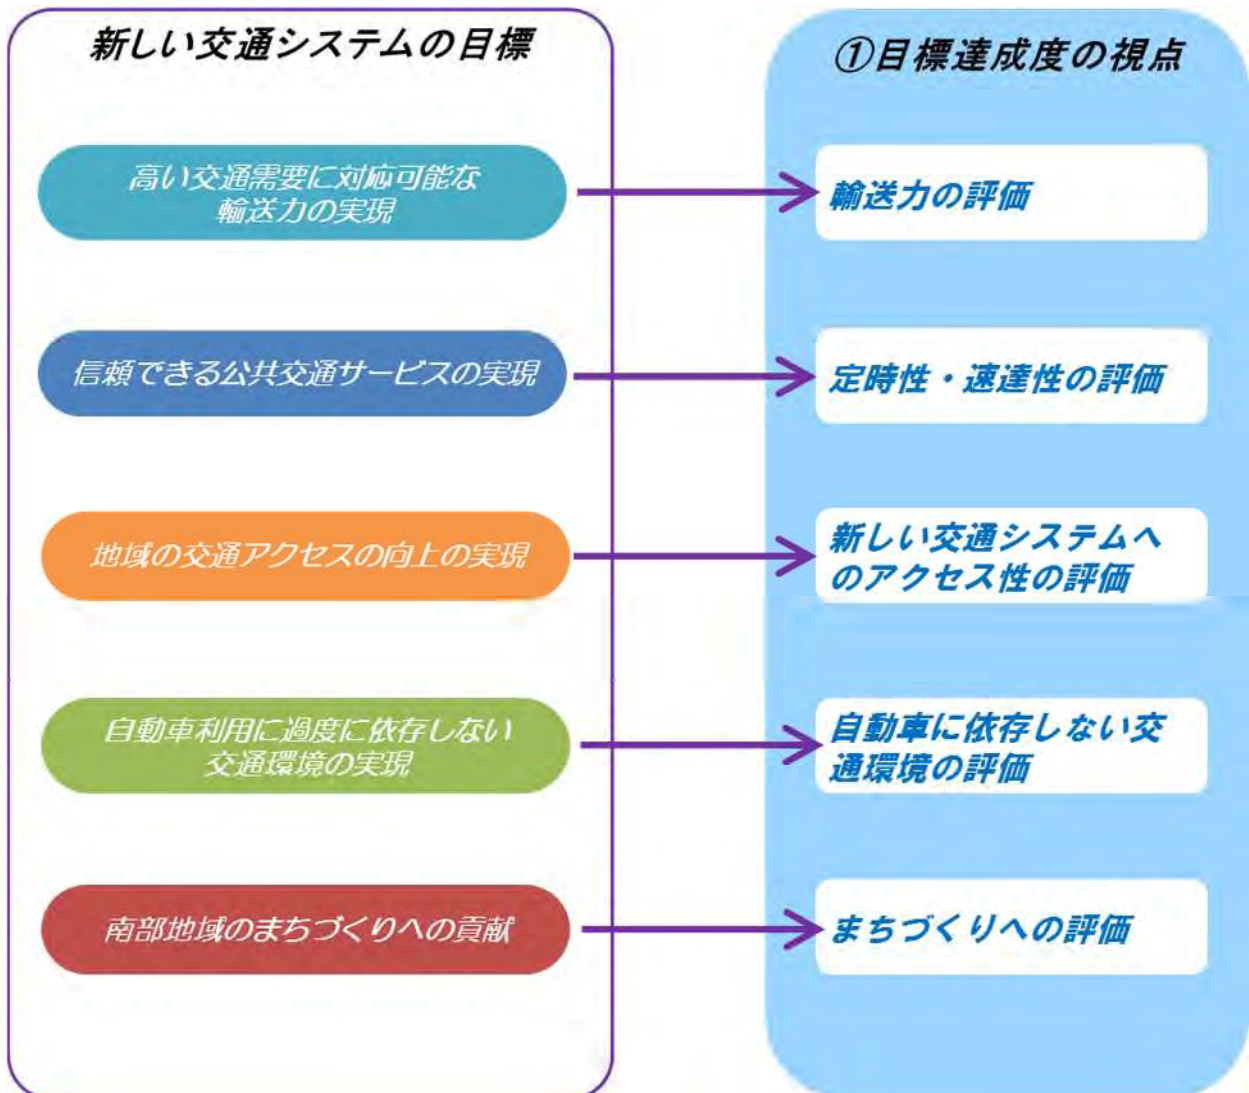 新しい交通システムの目標
高い交通需要に対応可能な
輸送力の実現
信頼できる公共交通サービスの実現
地域の交通アクセスの向上の実現
自動車利用に過度に依存しない
交通環境の実現
南部地域のまちづくりへの貢献
①目標達成度の視点
輸送力の評価
定時性・速達性の評価
新しい交通システムへ
のアクセス性の評価
自動車に依存しない交
通環境の評価
まちづくりへの評価